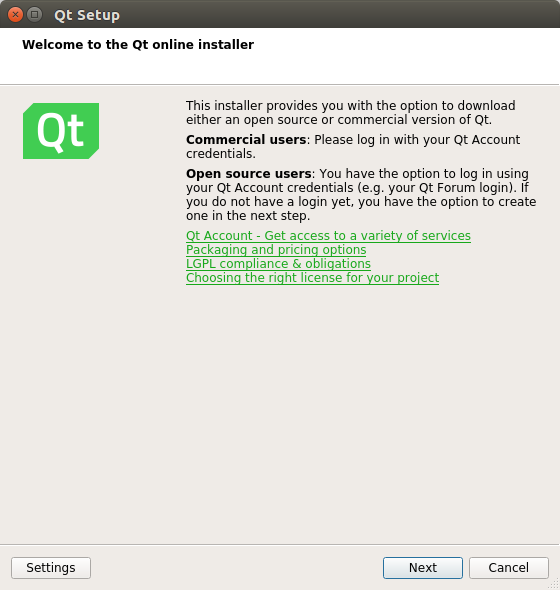 Qt Setup
Welcome to the Qt online installer
Qt
This installer provides you with the option to download
either an open source or commercial version of Qt.
Commercial users: Please log in with your Qt Account
credentials.
Open source users: You have the option to log in using
your Qt Account credentials (e.g. your Qt Forum login). If
you do not have a login yet, you have the option to create
one in the next step.
Qt Account - Get access to a variety of services
Packaging and pricing options
LGPL compliance & obligations
Choosing the right license for your project
Settings
Next
Cancel